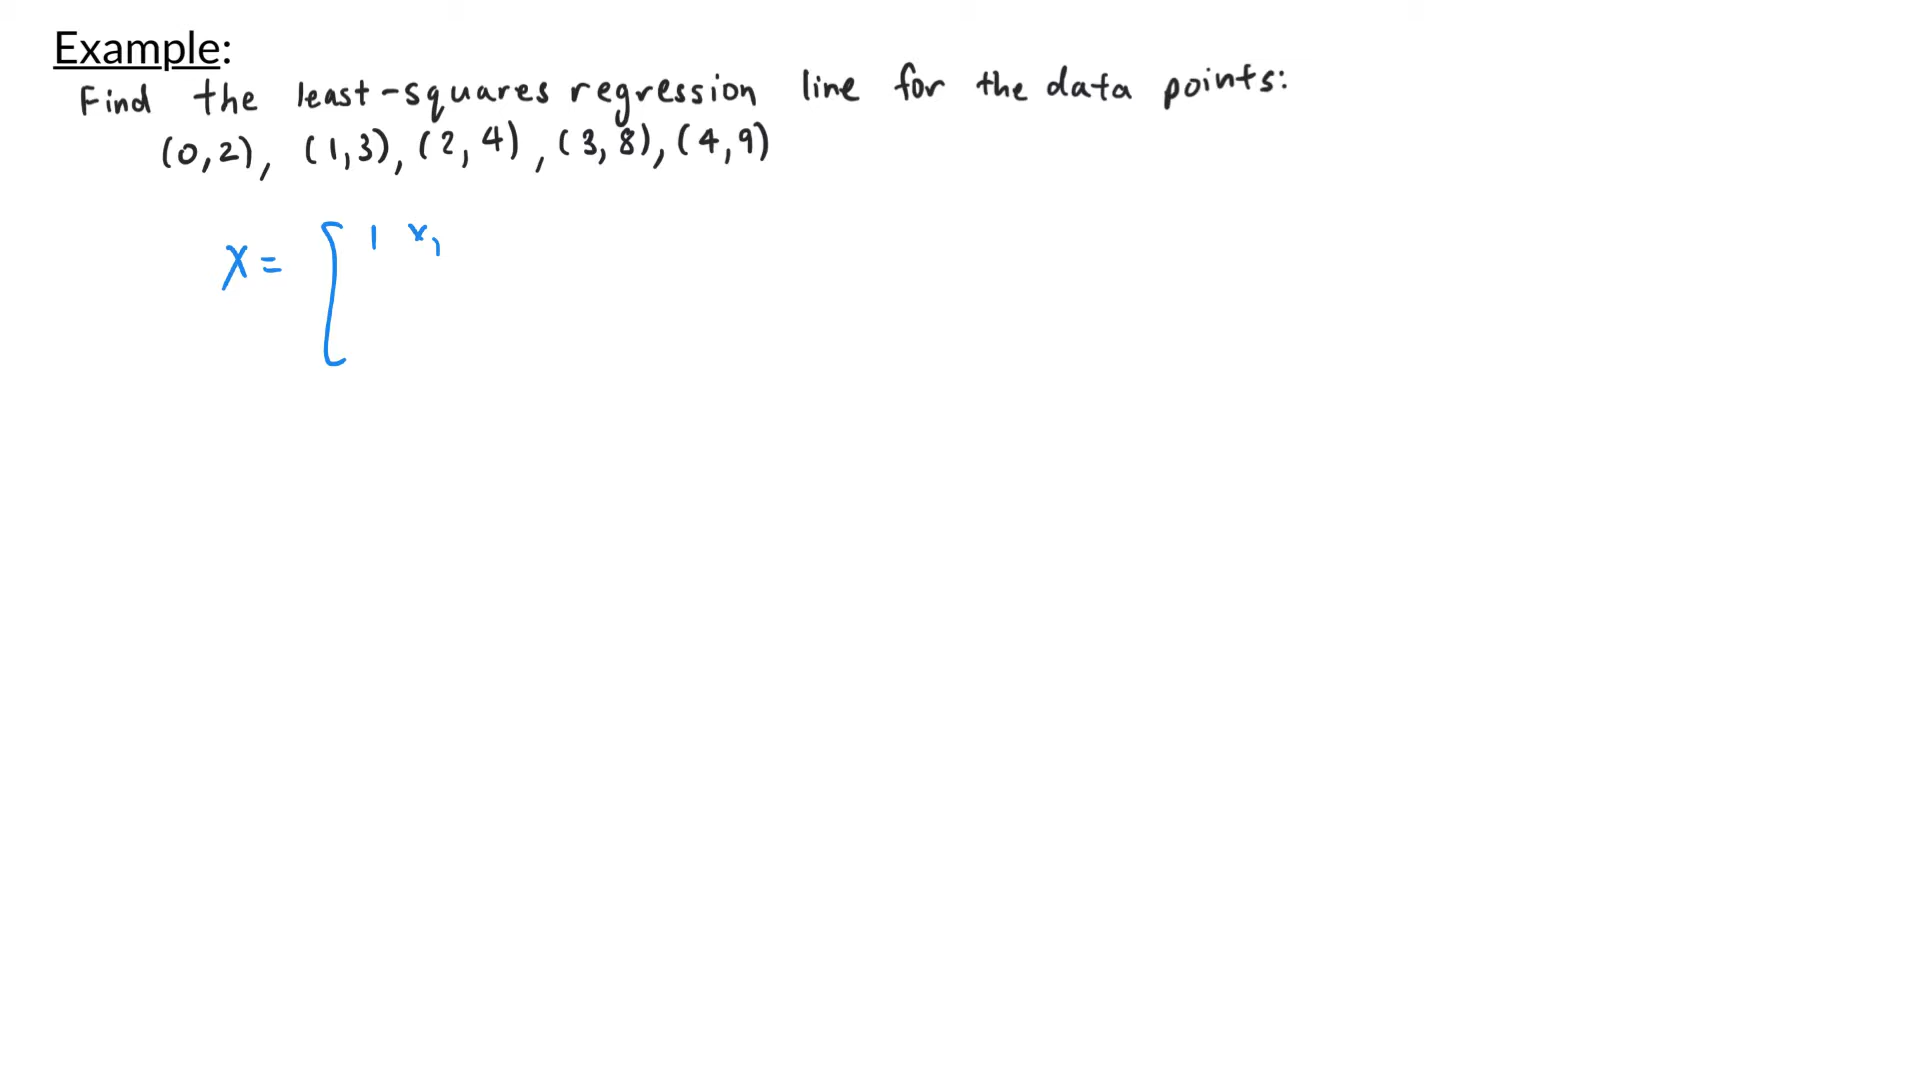 Example:
Find the least-squares regression line for the data points:
(0,2), (1,3), (2,4), (3,8), (4,9)
X = [ 1 x₁